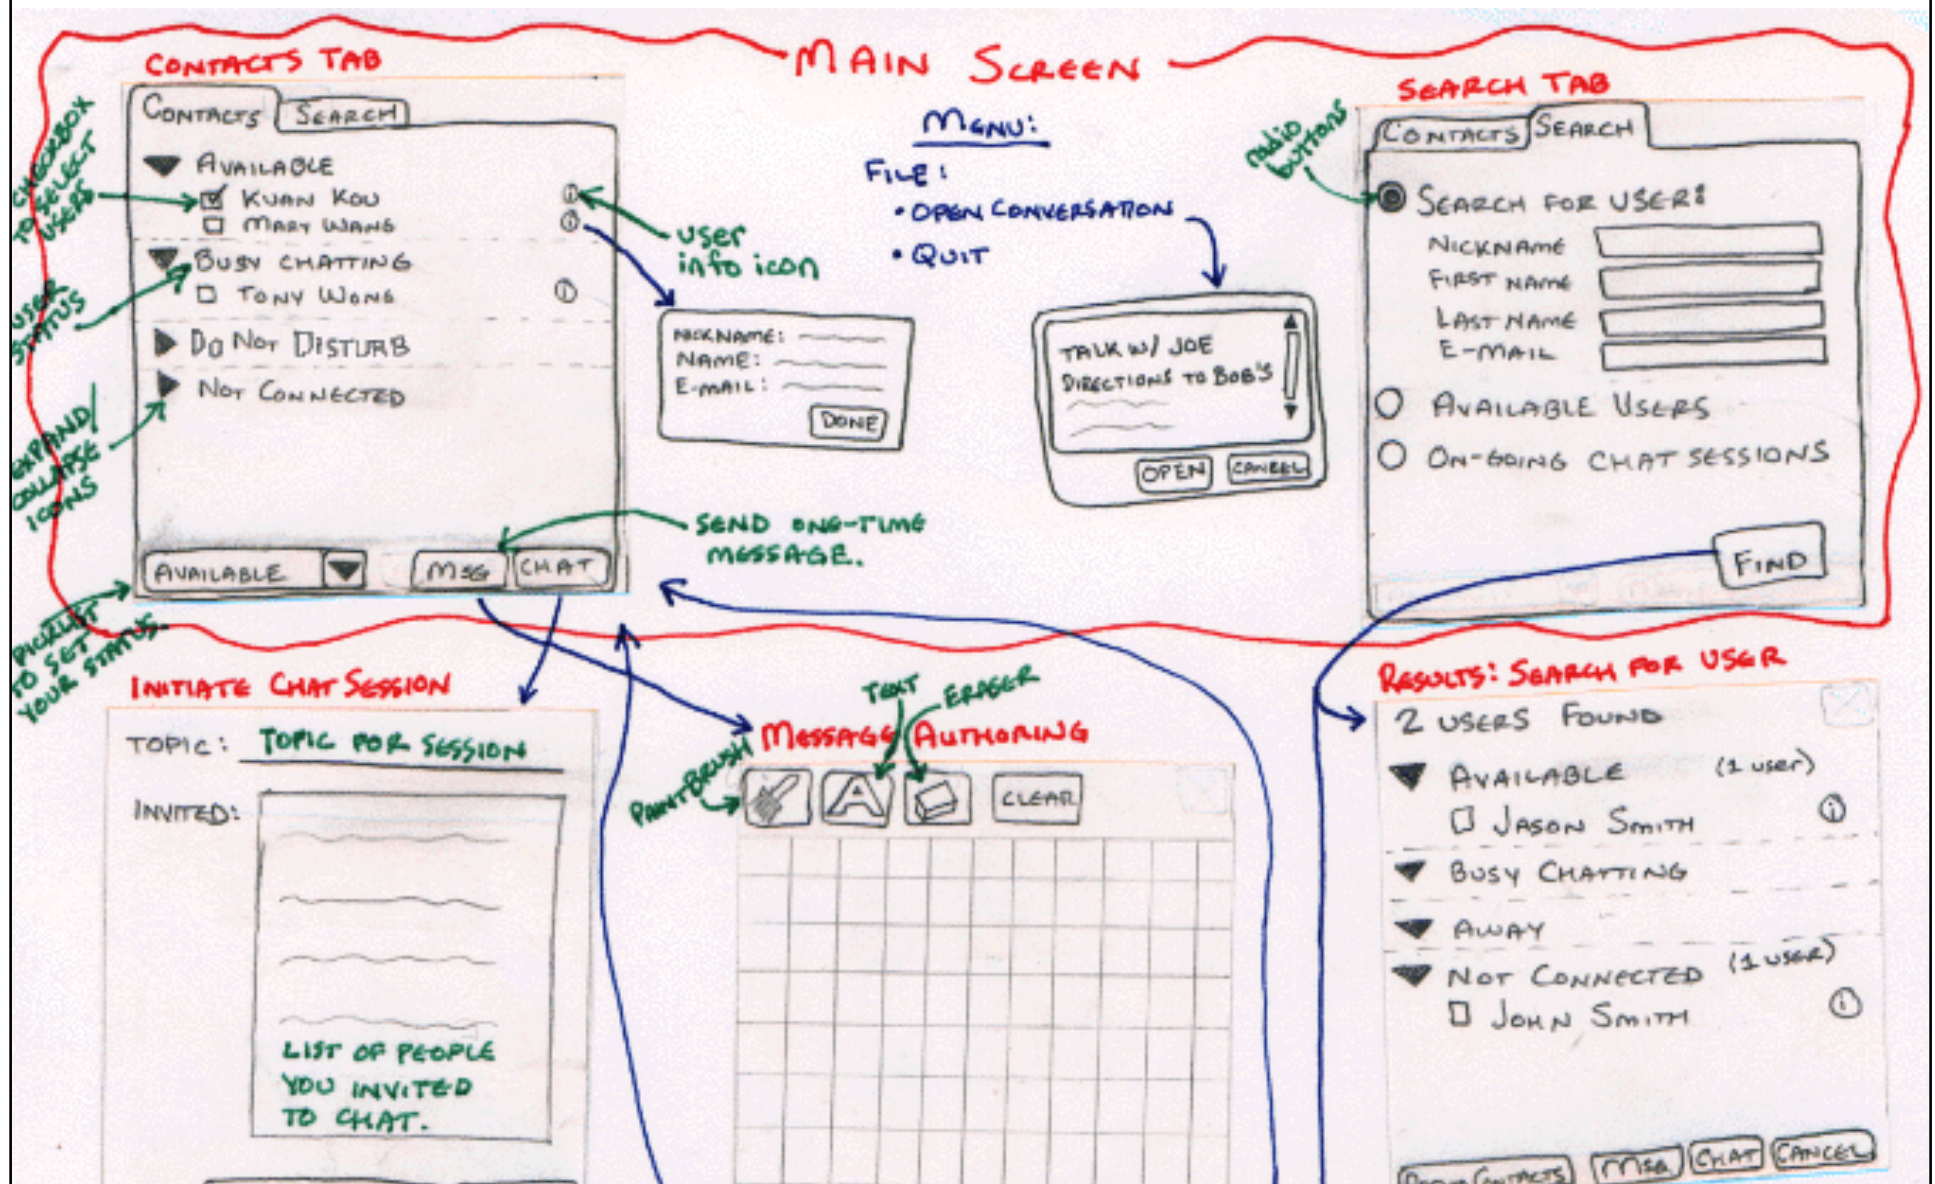 MAIN SCREEN
CONTACTS TAB
CONTACTS
SEARCH
AVAILABLE
KUAN KOU
MARY WANG
BUSY CHATTING
TONY WONG
DO NOT DISTURB
NOT CONNECTED
AVAILABLE
MSG
CHAT
CHECKBOX
TO SELECT
USERS
USER
STATUS
EXPAND/
COLLAPSE
ICONS
PICKLIST
TO SET
YOUR STATUS.
user
info icon
SEND ONE-TIME
MESSAGE.
NICKNAME:
NAME:
E-MAIL:
DONE
MENU:
FILE:
• OPEN CONVERSATION
• QUIT
TALK W/ JOE
DIRECTIONS TO BOB'S
OPEN
CANCEL
SEARCH TAB
radio
buttons
CONTACTS
SEARCH
SEARCH FOR USER:
NICKNAME
FIRST NAME
LAST NAME
E-MAIL
AVAILABLE USERS
ON-GOING CHAT SESSIONS
FIND
INITIATE CHAT SESSION
TOPIC: TOPIC FOR SESSION
INVITED:
LIST OF PEOPLE
YOU INVITED
TO CHAT.
MESSAGE AUTHORING
TEXT
ERASER
PAINTBRUSH
A
CLEAR
RESULTS: SEARCH FOR USER
2 USERS FOUND
AVAILABLE (1 user)
JASON SMITH
BUSY CHATTING
AWAY
NOT CONNECTED (1 USER)
JOHN SMITH
CONTACTS
MSG
CHAT
CANCEL